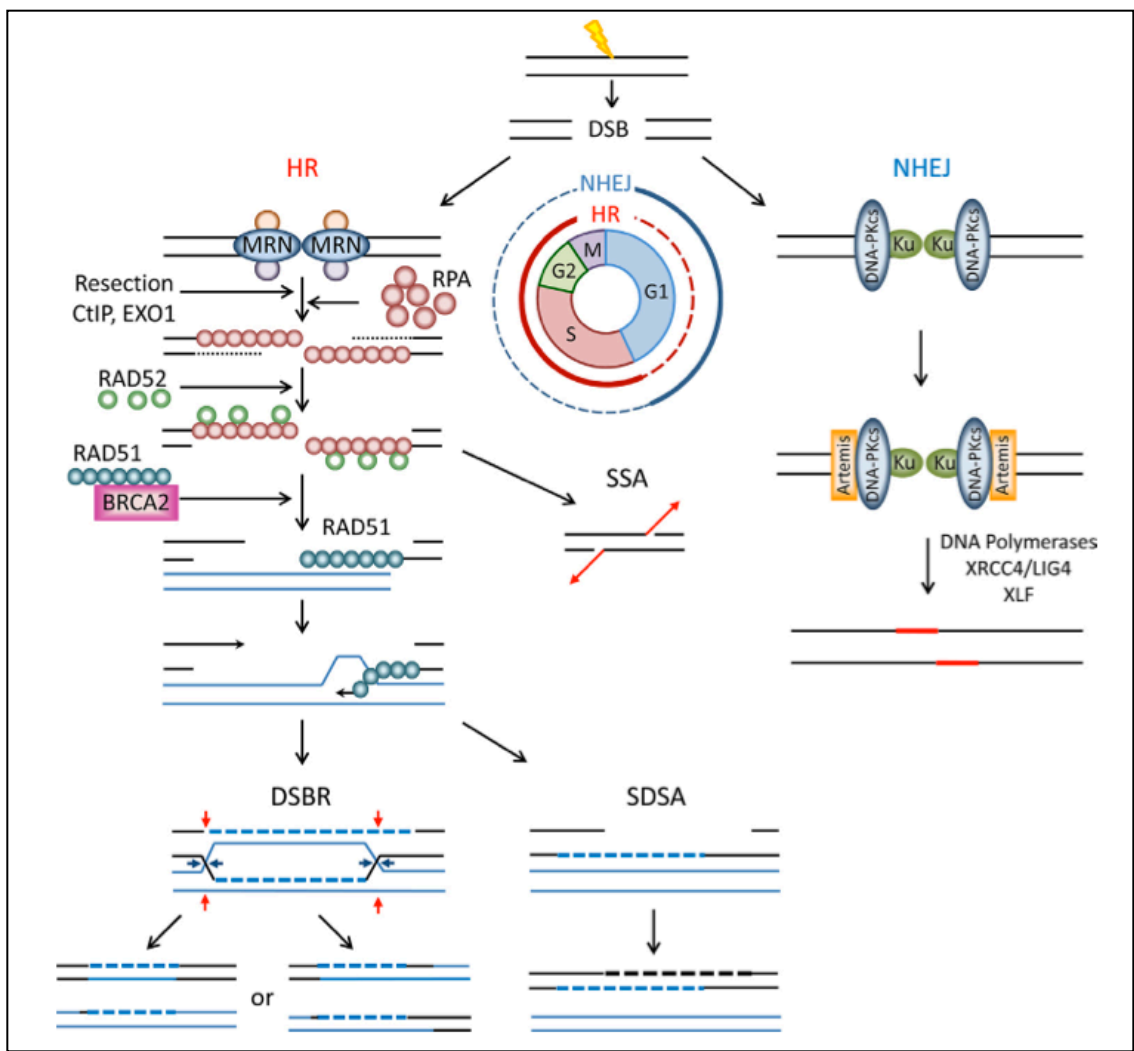 DSB
HR
NHEJ
NHEJ
HR
MRN
MRN
M
G2
G1
S
DNA-PKcs
Ku
Ku
DNA-PKcs
Resection
CtIP, EXO1
RPA
RAD52
RAD51
BRCA2
SSA
Artemis
DNA-PKcs
Ku
Ku
DNA-PKcs
Artemis
RAD51
DNA Polymerases
XRCC4/LIG4
XLF
DSBR
SDSA
or